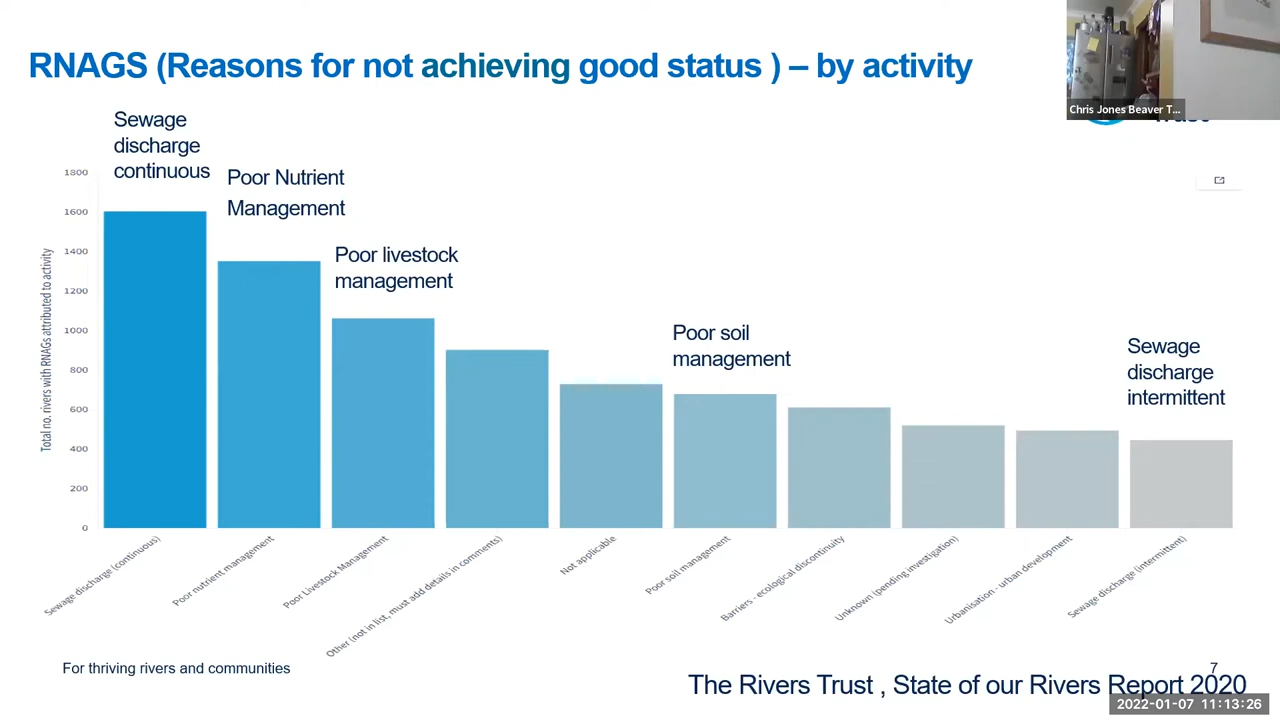 RNAGS (Reasons for not achieving good status ) – by activity
Chris Jones Beaver T...
Sewage
discharge
continuous
Poor Nutrient
Management
Poor livestock
management
Poor soil
management
Sewage
discharge
intermittent
Total no. rivers with RNAGs attributed to activity
1800
1600
1400
1200
1000
800
600
400
200
0
Sewage discharge (continuous)
Poor nutrient management
Poor Livestock Management
Other (not in list, must add details in comments)
Not applicable
Poor soil management
Barriers - ecological discontinuity
Unknown (pending investigation)
Urbanisation - urban development
Sewage discharge (intermittent)
For thriving rivers and communities
7
The Rivers Trust , State of our Rivers Report 2020
2022-01-07 11:13:26